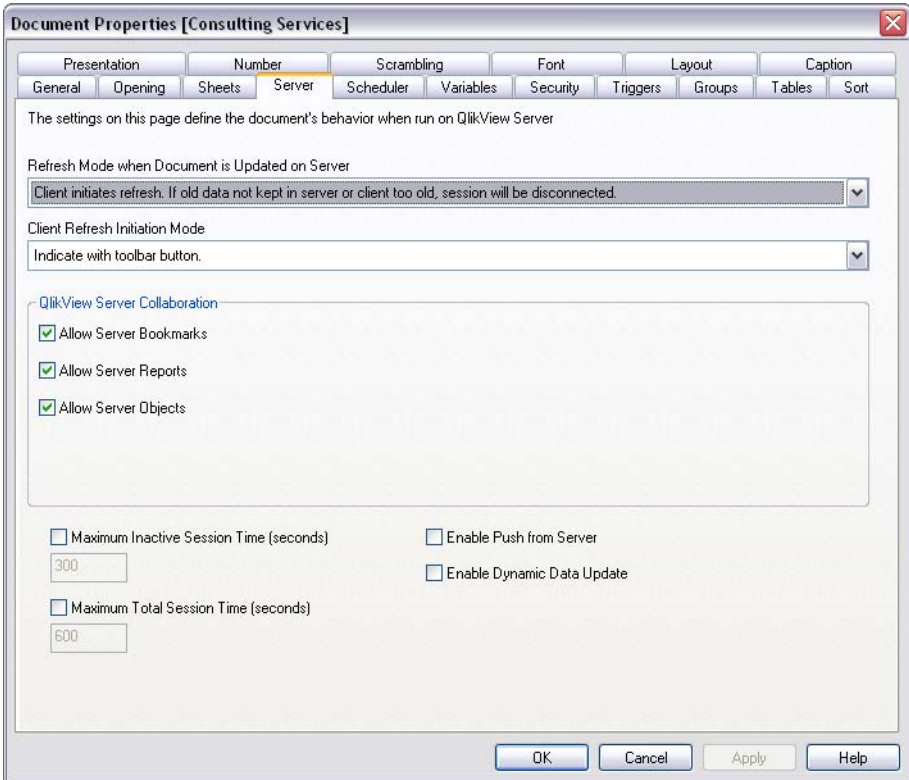 Document Properties [Consulting Services]
Presentation Number Scrambling Font Layout Caption
General Opening Sheets Server Scheduler Variables Security Triggers Groups Tables Sort
The settings on this page define the document's behavior when run on QlikView Server
Refresh Mode when Document is Updated on Server
Client initiates refresh. If old data not kept in server or client too old, session will be disconnected.
Client Refresh Initiation Mode
Indicate with toolbar button.
QlikView Server Collaboration
Allow Server Bookmarks
Allow Server Reports
Allow Server Objects
Maximum Inactive Session Time (seconds) Enable Push from Server
300
Enable Dynamic Data Update
Maximum Total Session Time (seconds)
600
OK Cancel Apply Help